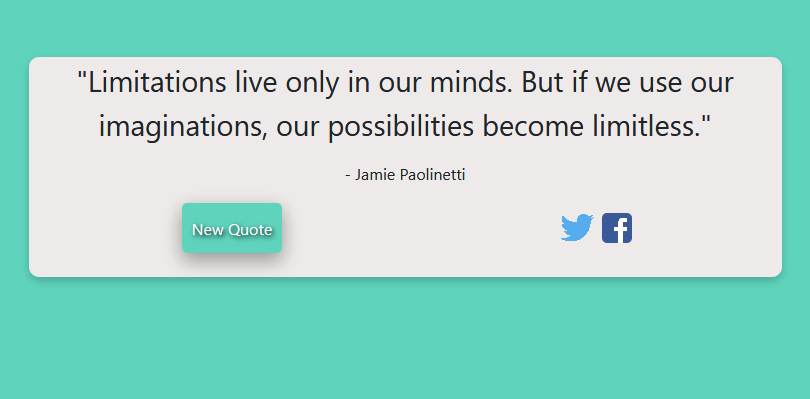 "Limitations live only in our minds. But if we use our
imaginations, our possibilities become limitless."
- Jamie Paolinetti
New Quote